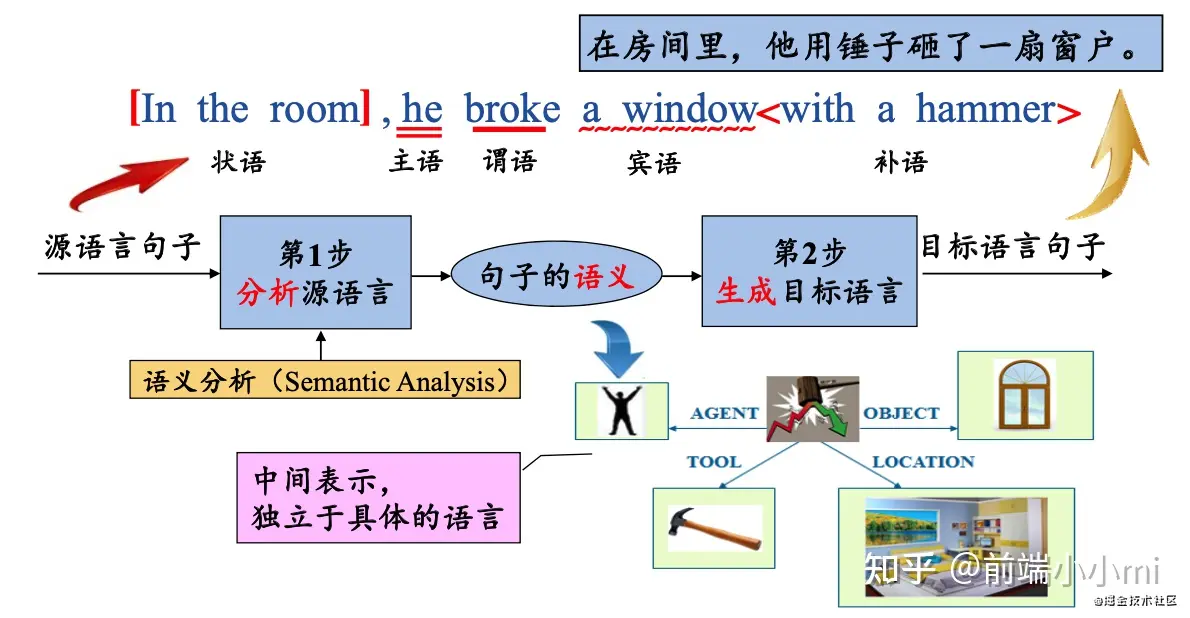 在房间里，他用锤子砸了一扇窗户。
[In the room] , he broke a window<with a hammer>
状语 主语 谓语 宾语 补语
源语言句子
第1步
分析源语言
句子的语义
第2步
生成目标语言
目标语言句子
语义分析（Semantic Analysis）
AGENT
OBJECT
TOOL
LOCATION
中间表示，
独立于具体的语言
知乎 @前端小小mi
@掘金技术社区